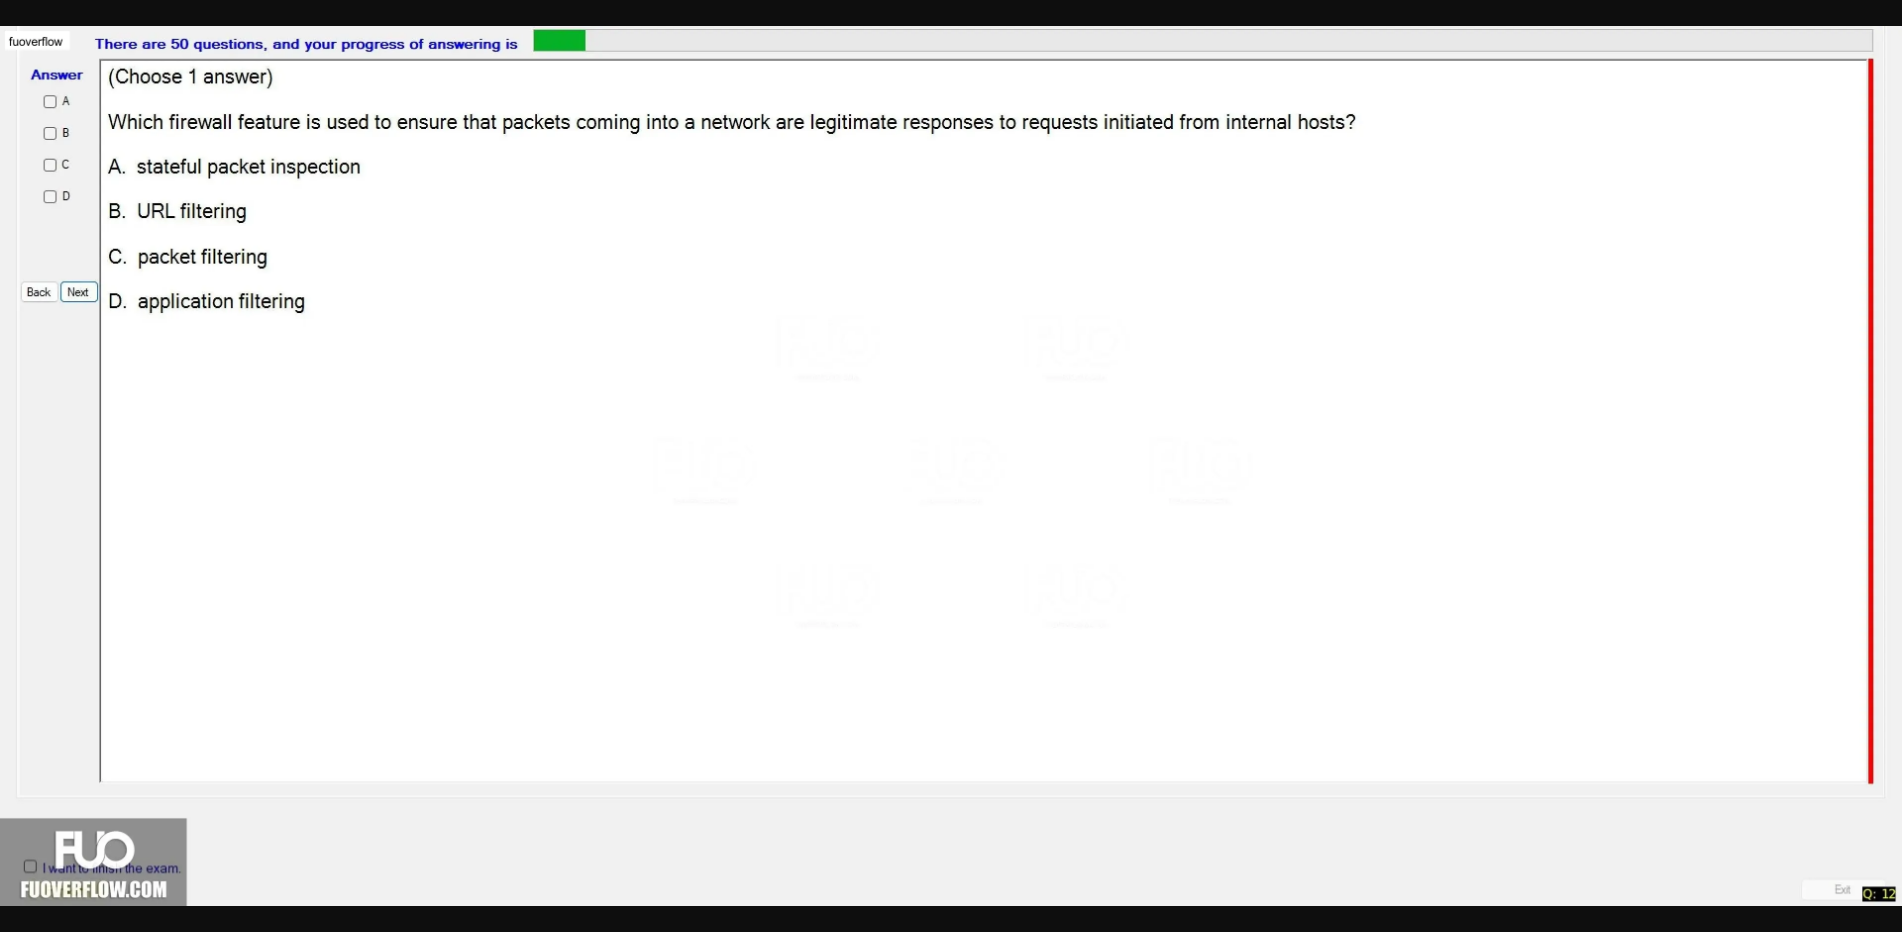 fuoverflow
There are 50 questions, and your progress of answering is
Answer
A
B
C
D
Back Next
(Choose 1 answer)
Which firewall feature is used to ensure that packets coming into a network are legitimate responses to requests initiated from internal hosts?
A. stateful packet inspection
B. URL filtering
C. packet filtering
D. application filtering
FUO
I want to finish the exam.
FUOVERFLOW.COM
Exit
Q: 12